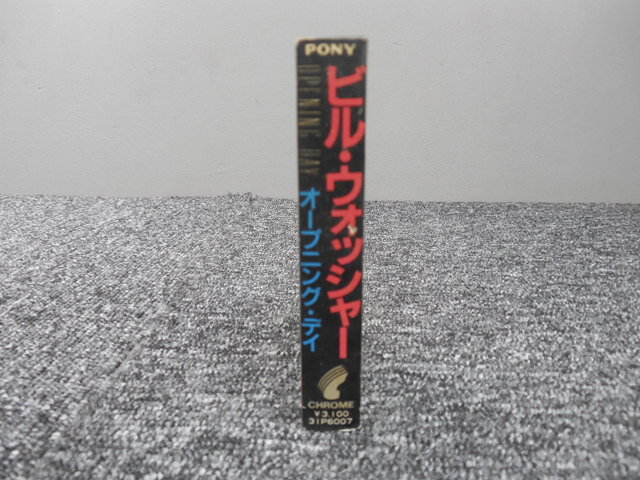 PONY
ビル・ウォッシャー
OPENING DAY
オープニング・デイ
CHROME
¥3,100
31P6007